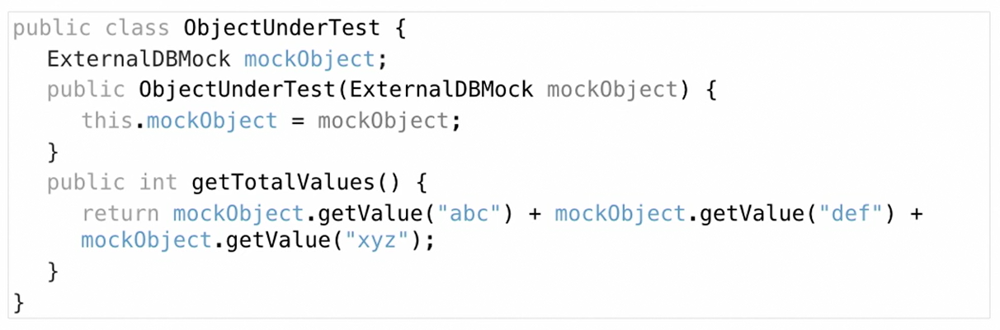 public class ObjectUnderTest {
ExternalDBMock mockObject;
public ObjectUnderTest(ExternalDBMock mockObject) {
this.mockObject = mockObject;
}
public int getTotalValues() {
return mockObject.getValue("abc") + mockObject.getValue("def") +
mockObject.getValue("xyz");
}
}